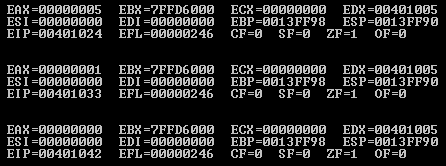 EAX=00000005  EBX=7FFD6000  ECX=00000000  EDX=00401005
ESI=00000000  EDI=00000000  EBP=0013FF98  ESP=0013FF90
EIP=00401024  EFL=00000246  CF=0  SF=0  ZF=1  OF=0
EAX=00000001  EBX=7FFD6000  ECX=00000000  EDX=00401005
ESI=00000000  EDI=00000000  EBP=0013FF98  ESP=0013FF90
EIP=00401033  EFL=00000246  CF=0  SF=0  ZF=1  OF=0
EAX=00000000  EBX=7FFD6000  ECX=00000000  EDX=00401005
ESI=00000000  EDI=00000000  EBP=0013FF98  ESP=0013FF90
EIP=00401042  EFL=00000246  CF=0  SF=0  ZF=1  OF=0